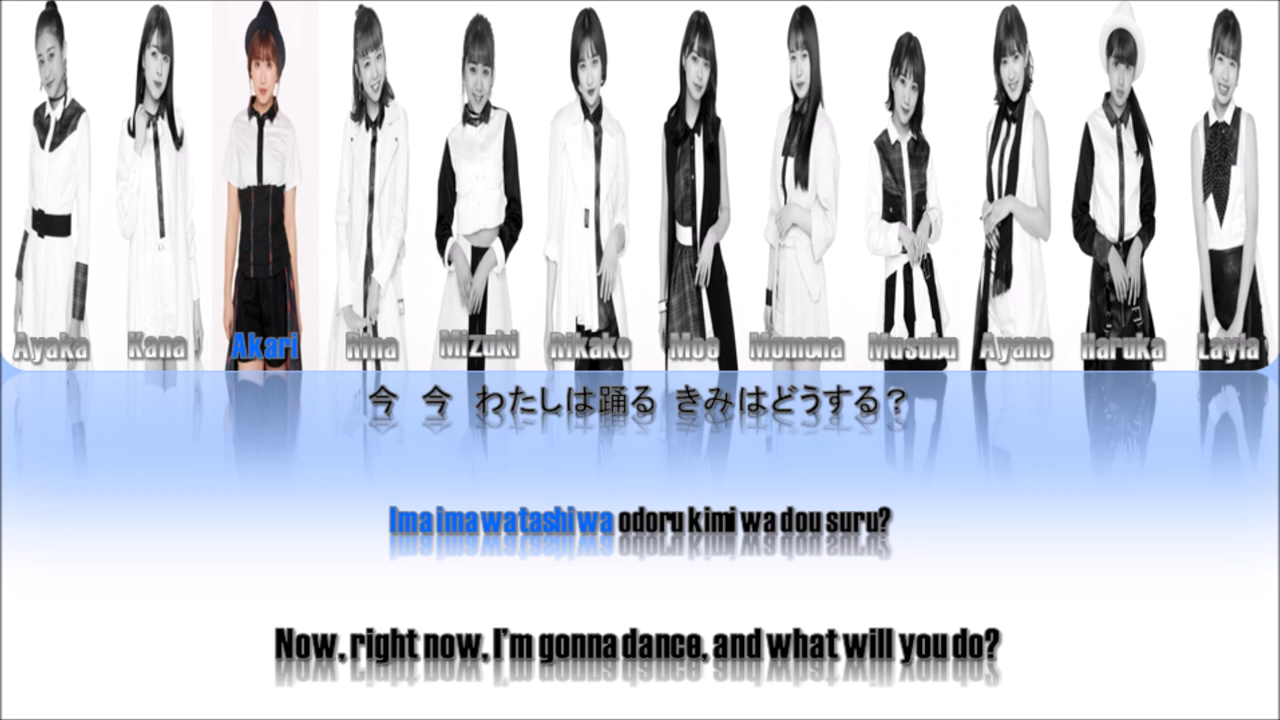 Ayaka Kana Akari Rina Mizuki Rikako Moe Momona Musubu Ayano Haruka Layla
今 今 わたしは踊る きみはどうする？
Ima ima watashi wa odoru kimi wa dou suru?
Now, right now, I'm gonna dance, and what will you do?